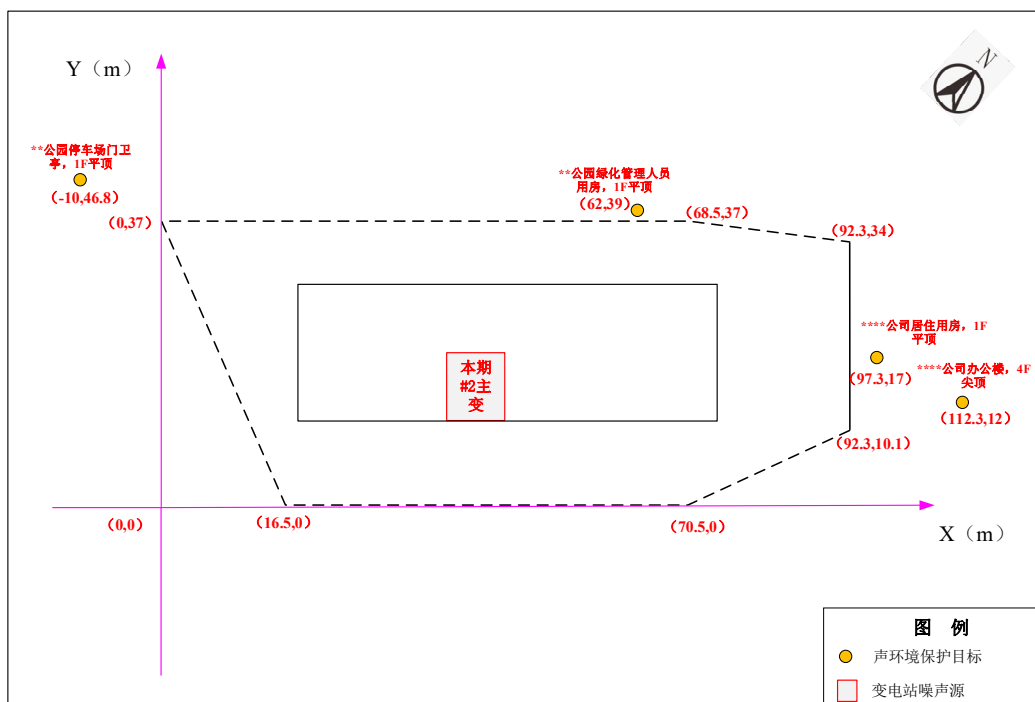 N
Y（m）
**公园停车场门卫
亭，1F平顶
（-10,46.8）
**公园绿化管理人员
用房，1F平顶
（62,39）
（68.5,37）
（0,37）
（92.3,34）
****公司居住用房，1F
平顶
（97.3,17）
****公司办公楼，4F
尖顶
（112.3,12）
本期
#2主
变
（92.3,10.1）
（0,0）
（16.5,0）
（70.5,0）
X（m）
图 例
声环境保护目标
变电站噪声源